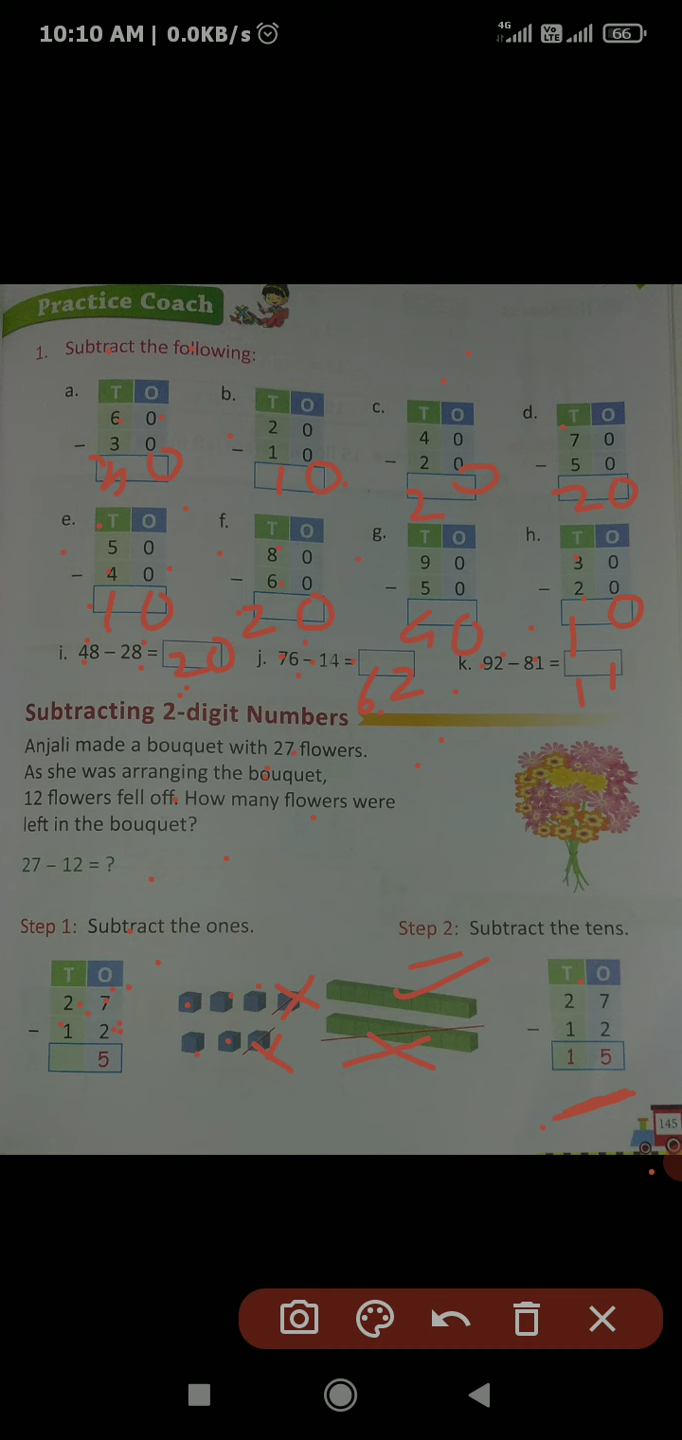 10:10 AM | 0.0KB/s 4G Vo LTE 66
Practice Coach
1. Subtract the following:
a. T O b. T O c. T O d. T O
6 0 2 0 4 0 7 0
− 3 0 − 1 0 − 2 0 − 5 0
30 10 20 20
e. T O f. T O g. T O h. T O
5 0 8 0 9 0 3 0
− 4 0 − 6 0 − 5 0 − 2 0
10 20 40 10
i. 48 – 28 = 20 j. 76 – 14 = 62 k. 92 – 81 = 11
Subtracting 2-digit Numbers
Anjali made a bouquet with 27 flowers.
As she was arranging the bouquet,
12 flowers fell off. How many flowers were
left in the bouquet?
27 – 12 = ?
Step 1: Subtract the ones. Step 2: Subtract the tens.
T O T O
2 7 2 7
− 1 2 − 1 2
5 1 5
145